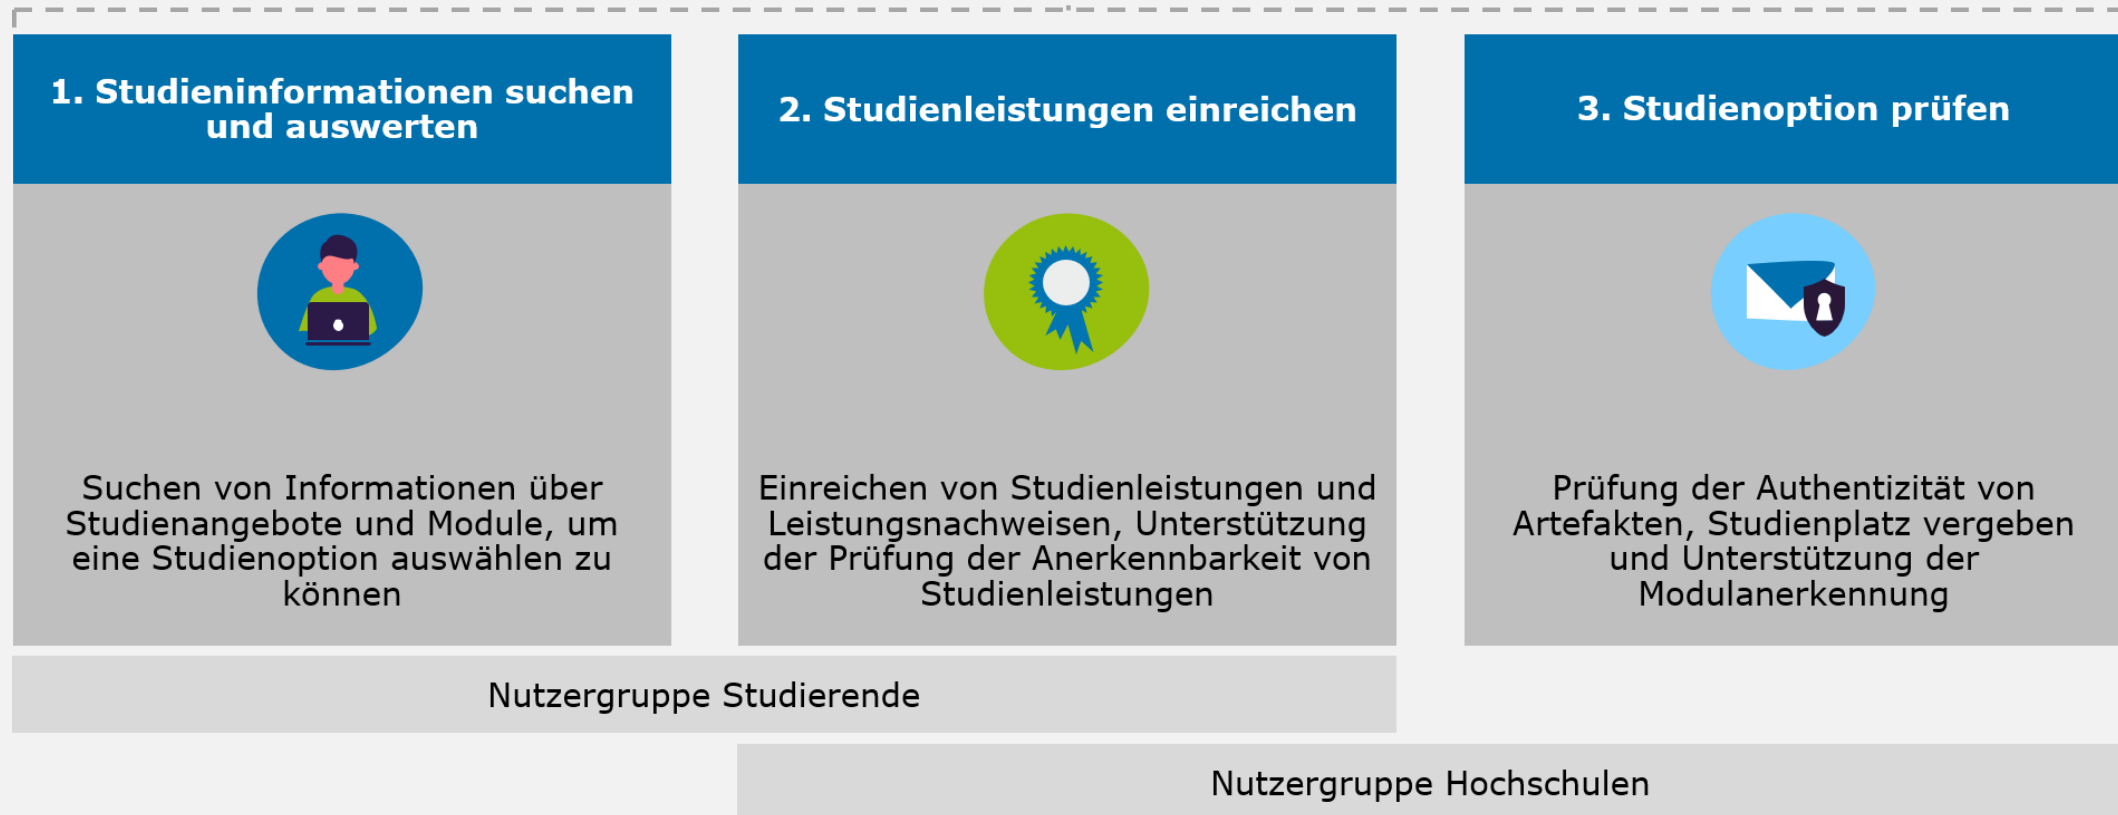 1. Studieninformationen suchen
und auswerten
2. Studienleistungen einreichen
3. Studienoption prüfen
Suchen von Informationen über
Studienangebote und Module, um
eine Studienoption auswählen zu
können
Einreichen von Studienleistungen und
Leistungsnachweisen, Unterstützung
der Prüfung der Anerkennbarkeit von
Studienleistungen
Prüfung der Authentizität von
Artefakten, Studienplatz vergeben
und Unterstützung der
Modulanerkennung
Nutzergruppe Studierende
Nutzergruppe Hochschulen